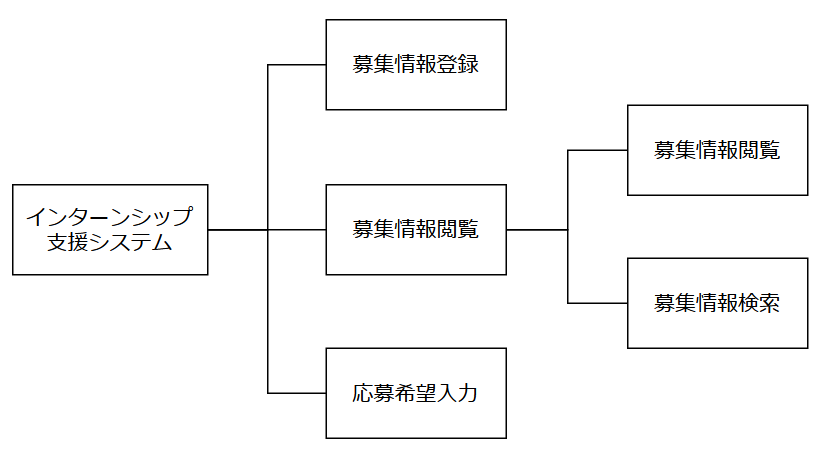 募集情報登録
募集情報閲覧
インターンシップ
支援システム
募集情報閲覧
募集情報検索
応募希望入力